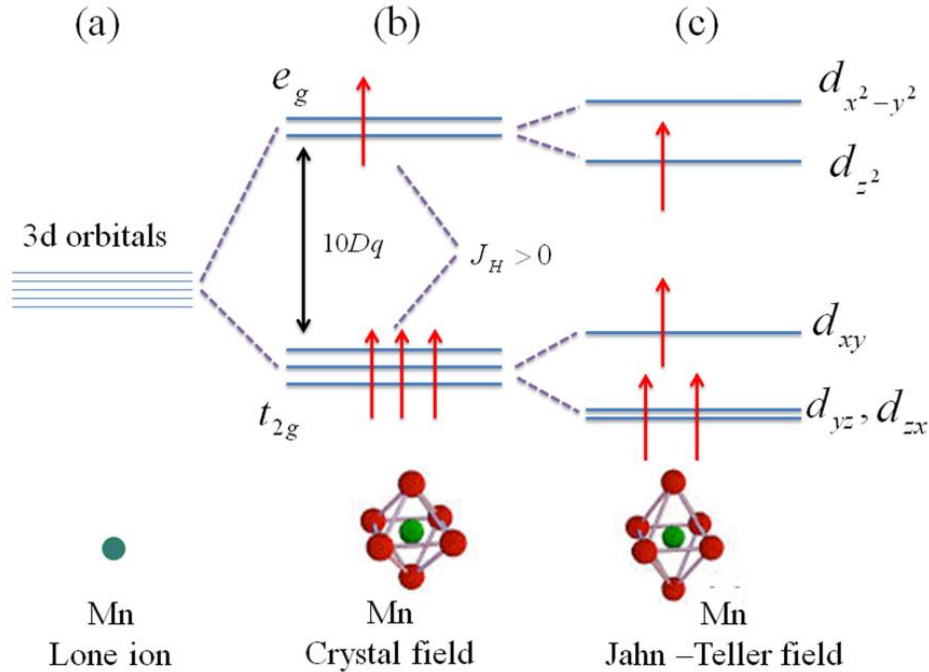 (a)
(b)
(c)
e_g
d_{x^2-y^2}
d_{z^2}
3d orbitals
10Dq
J_H > 0
d_{xy}
t_{2g}
d_{yz}, d_{zx}
Mn
Lone ion
Mn
Crystal field
Mn
Jahn –Teller field